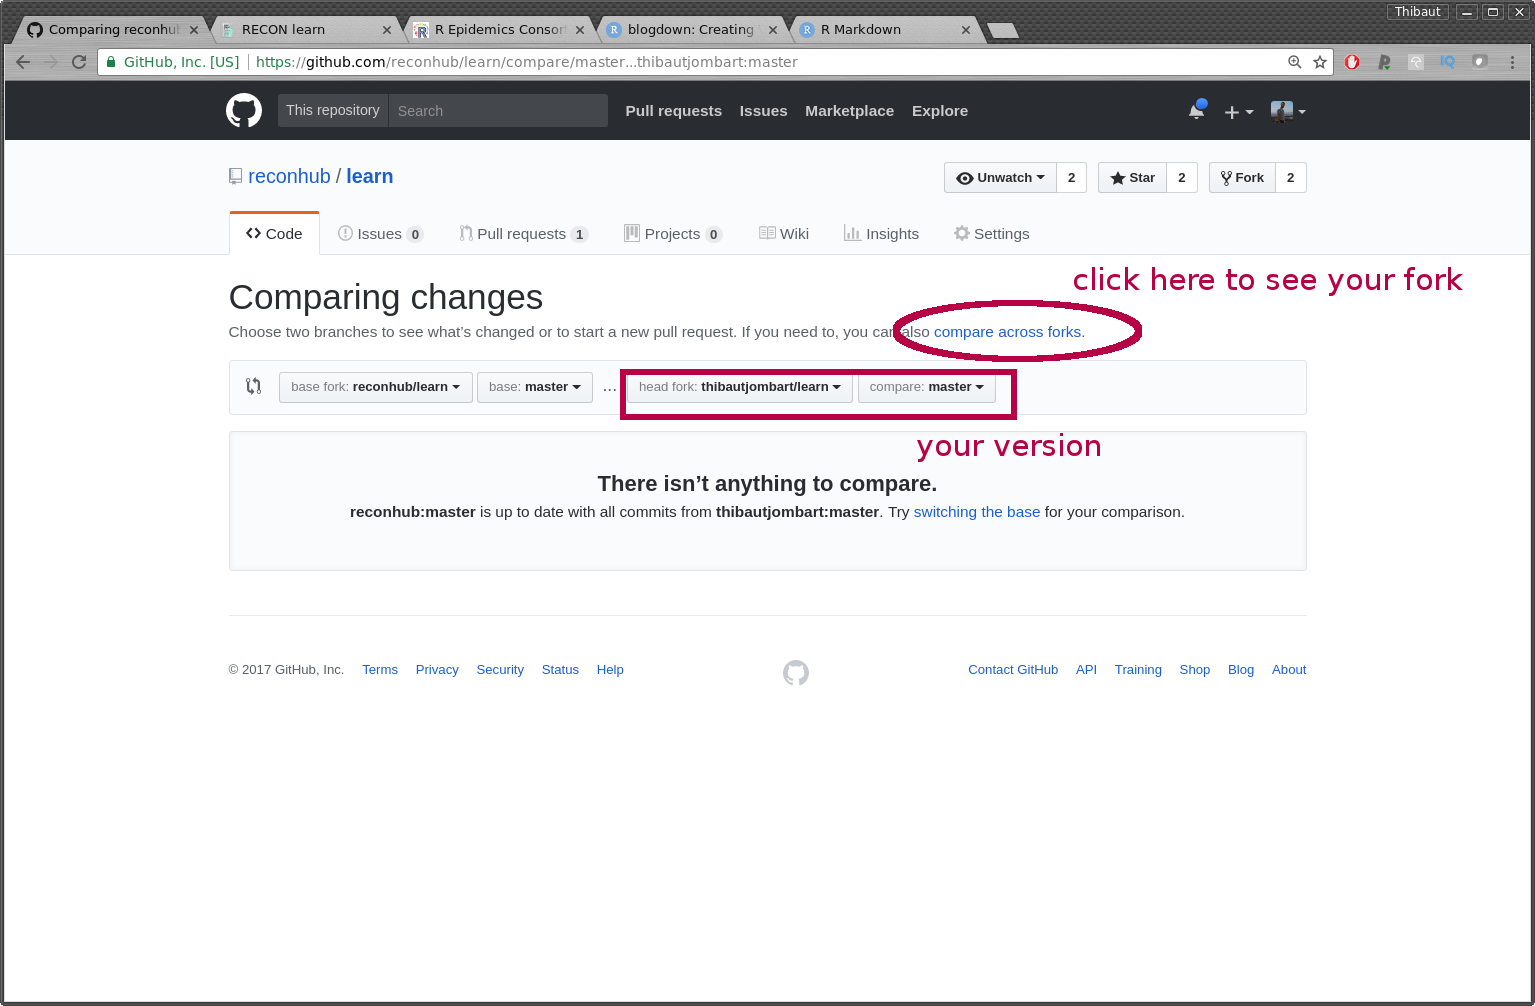 Thibaut
Comparing reconhub
RECON learn
R Epidemics Consort
blogdown: Creating
R Markdown
GitHub, Inc. [US]
https://github.com/reconhub/learn/compare/master...thibautjombart:master
This repository
Search
Pull requests
Issues
Marketplace
Explore
reconhub / learn
Unwatch 2
Star 2
Fork 2
Code
Issues 0
Pull requests 1
Projects 0
Wiki
Insights
Settings
click here to see your fork
Comparing changes
Choose two branches to see what’s changed or to start a new pull request. If you need to, you can also compare across forks.
base fork: reconhub/learn
base: master
...
head fork: thibautjombart/learn
compare: master
your version
There isn’t anything to compare.
reconhub:master is up to date with all commits from thibautjombart:master. Try switching the base for your comparison.
© 2017 GitHub, Inc.
Terms
Privacy
Security
Status
Help
Contact GitHub
API
Training
Shop
Blog
About